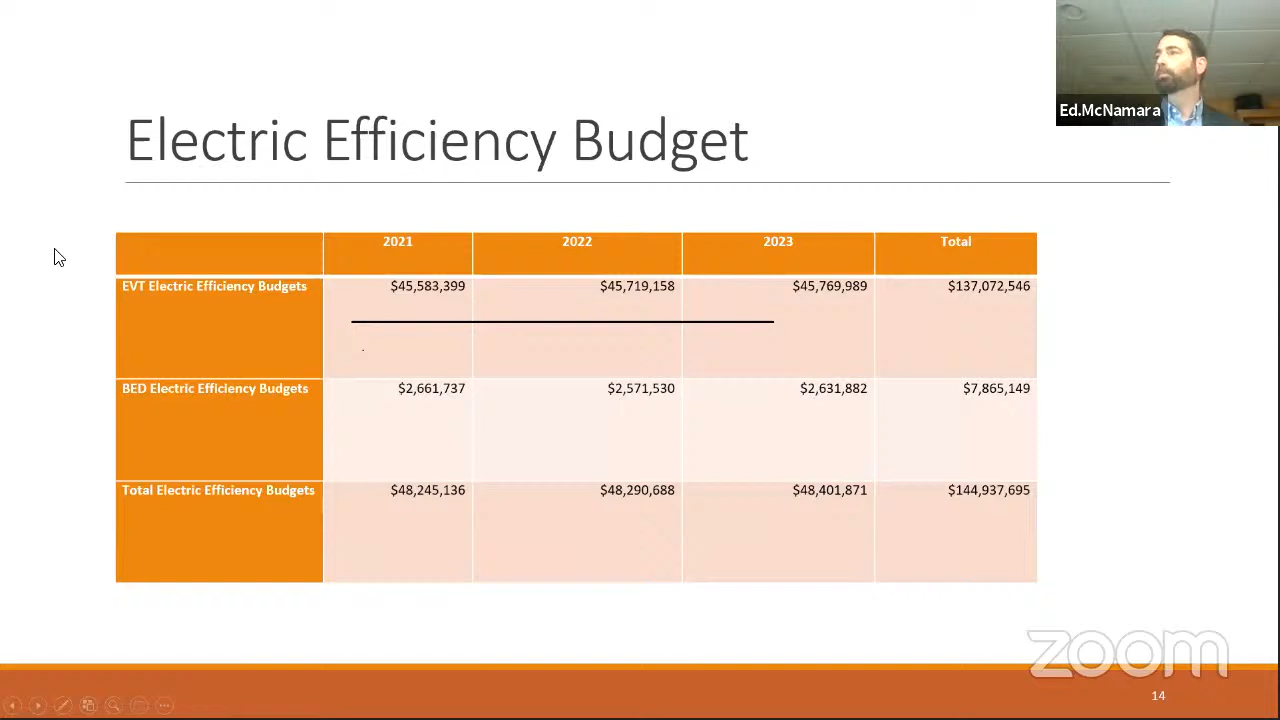 Ed.McNamara
Electric Efficiency Budget
2021 2022 2023 Total
EVT Electric Efficiency Budgets $45,583,399 $45,719,158 $45,769,989 $137,072,546
BED Electric Efficiency Budgets $2,661,737 $2,571,530 $2,631,882 $7,865,149
Total Electric Efficiency Budgets $48,245,136 $48,290,688 $48,401,871 $144,937,695
zoom
14